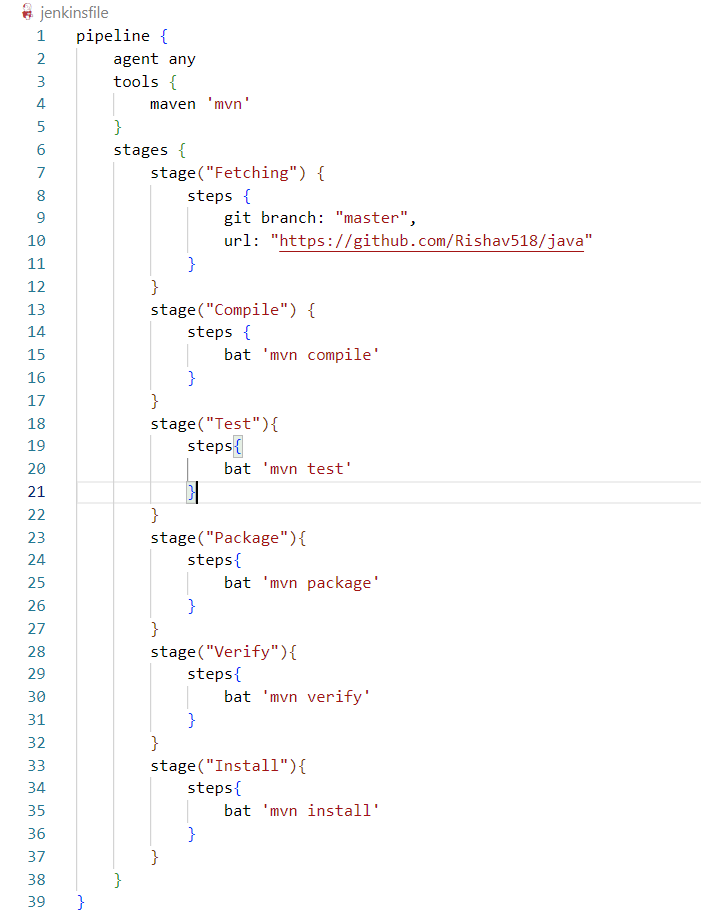 jenkinsfile
1 pipeline {
2     agent any
3     tools {
4         maven 'mvn'
5     }
6     stages {
7         stage("Fetching") {
8             steps {
9                 git branch: "master",
10                 url: "https://github.com/Rishav518/java"
11             }
12         }
13         stage("Compile") {
14             steps {
15                 bat 'mvn compile'
16             }
17         }
18         stage("Test"){
19             steps{
20                 bat 'mvn test'
21             }
22         }
23         stage("Package"){
24             steps{
25                 bat 'mvn package'
26             }
27         }
28         stage("Verify"){
29             steps{
30                 bat 'mvn verify'
31             }
32         }
33         stage("Install"){
34             steps{
35                 bat 'mvn install'
36             }
37         }
38     }
39 }